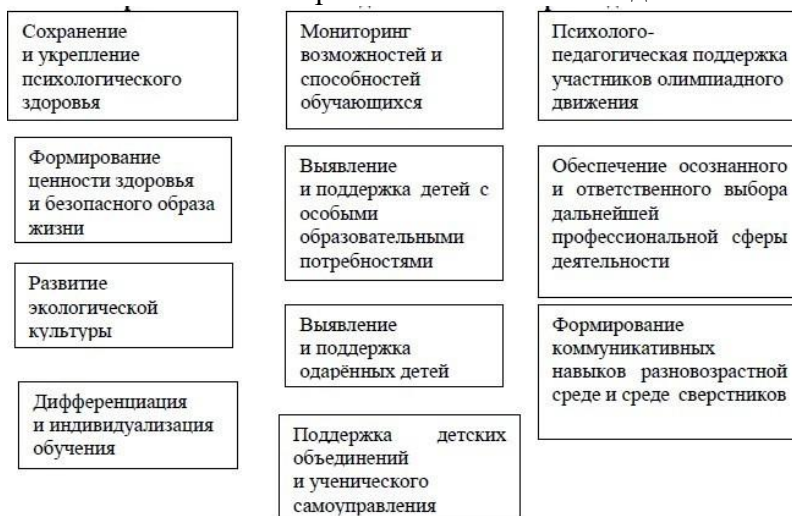 Сохранение
и укрепление
психологического
здоровья
Формирование
ценности здоровья
и безопасного образа
жизни
Развитие
экологической
культуры
Дифференциация
и индивидуализация
обучения
Мониторинг
возможностей и
способностей
обучающихся
Выявление
и поддержка детей с
особыми
образовательными
потребностями
Выявление
и поддержка
одарённых детей
Поддержка детских
объединений
и ученического
самоуправления
Психолого-
педагогическая поддержка
участников олимпиадного
движения
Обеспечение осознанного
и ответственного выбора
дальнейшей
профессиональной сферы
деятельности
Формирование
коммуникативных
навыков разновозрастной
среде и среде сверстников